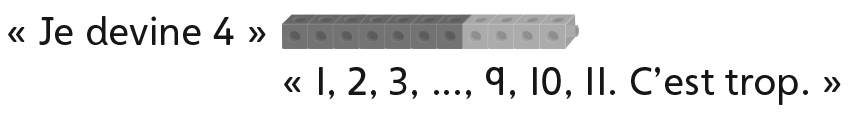 « Je devine 4 »
« 1, 2, 3, ..., 9, 10, 11. C’est trop. »